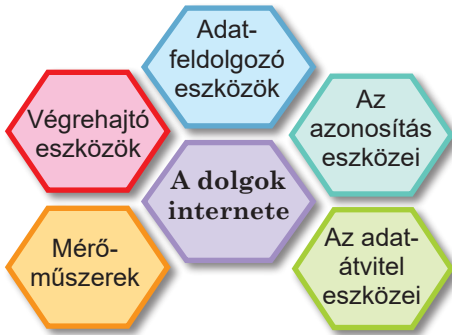 Adat-
feldolgozó
eszközök
Végrehajtó
eszközök
Az
azonosítás
eszközei
A dolgok
internete
Mérő-
műszerek
Az adat-
átvitel
eszközei